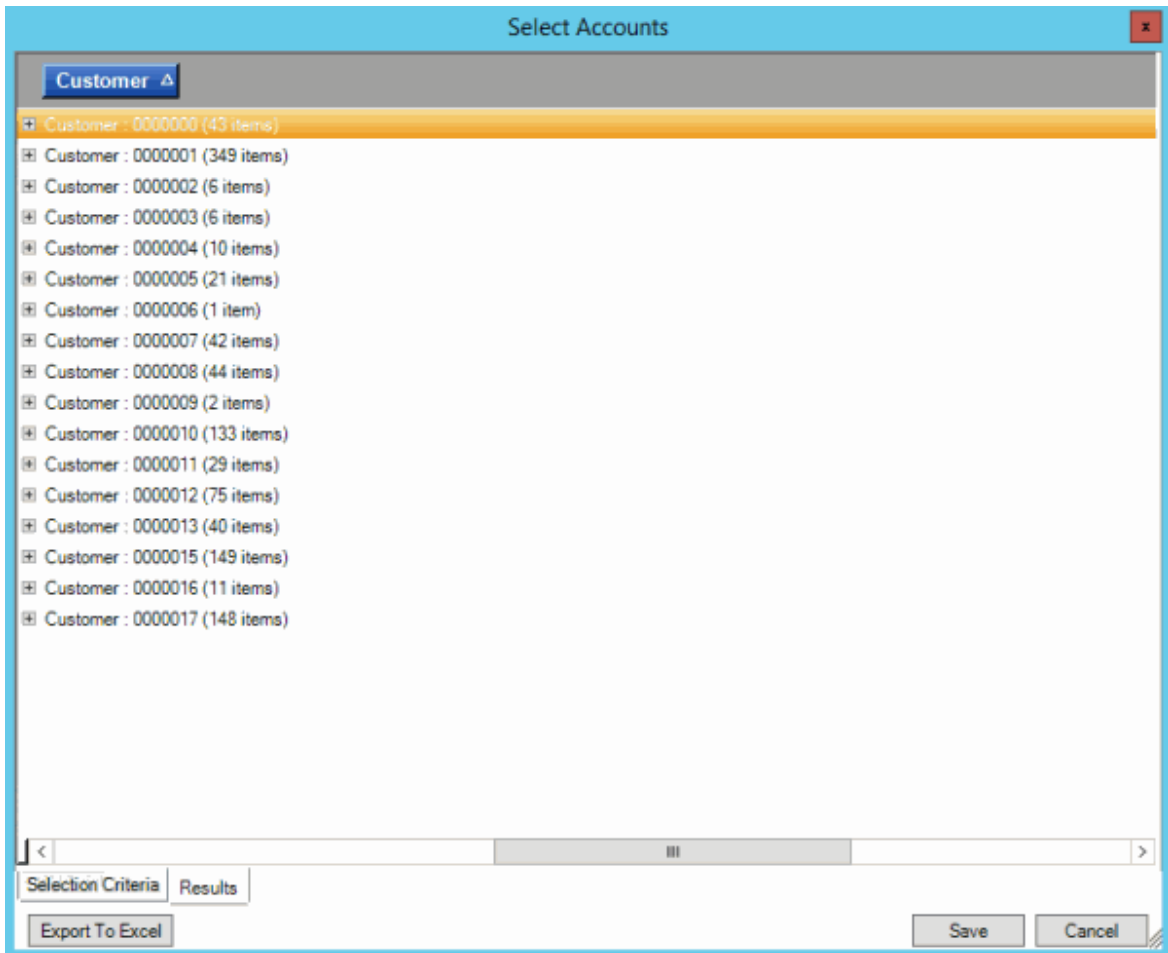 Select Accounts
x
Customer
Customer : 0000000 (43 items)
Customer : 0000001 (349 items)
Customer : 0000002 (6 items)
Customer : 0000003 (6 items)
Customer : 0000004 (10 items)
Customer : 0000005 (21 items)
Customer : 0000006 (1 item)
Customer : 0000007 (42 items)
Customer : 0000008 (44 items)
Customer : 0000009 (2 items)
Customer : 0000010 (133 items)
Customer : 0000011 (29 items)
Customer : 0000012 (75 items)
Customer : 0000013 (40 items)
Customer : 0000015 (149 items)
Customer : 0000016 (11 items)
Customer : 0000017 (148 items)
Selection Criteria Results
Export To Excel Save Cancel